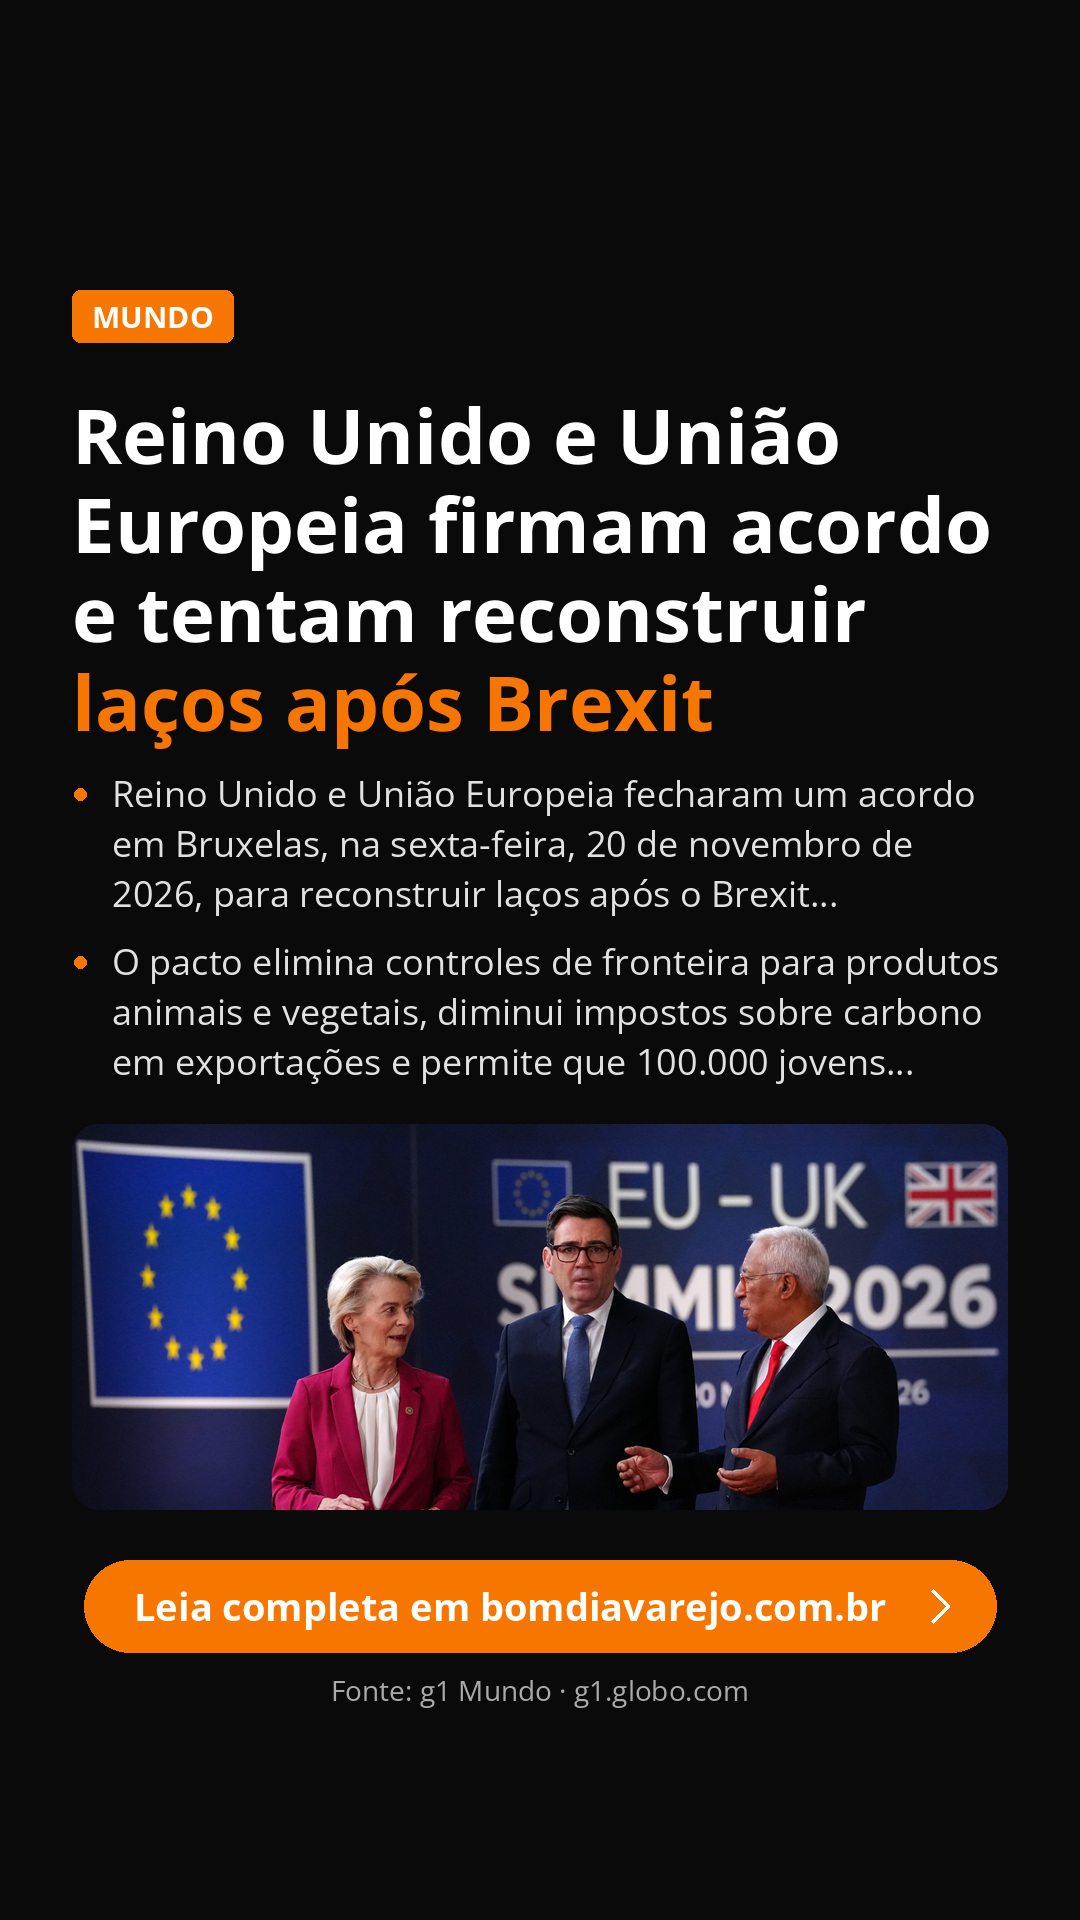 MUNDO
Reino Unido e União
Europeia firmam acordo
e tentam reconstruir
laços após Brexit
Reino Unido e União Europeia fecharam um acordo
em Bruxelas, na sexta-feira, 20 de novembro de
2026, para reconstruir laços após o Brexit...
O pacto elimina controles de fronteira para produtos
animais e vegetais, diminui impostos sobre carbono
em exportações e permite que 100.000 jovens...
EU – UK
2026
Leia completa em bomdiavarejo.com.br
Fonte: g1 Mundo · g1.globo.com